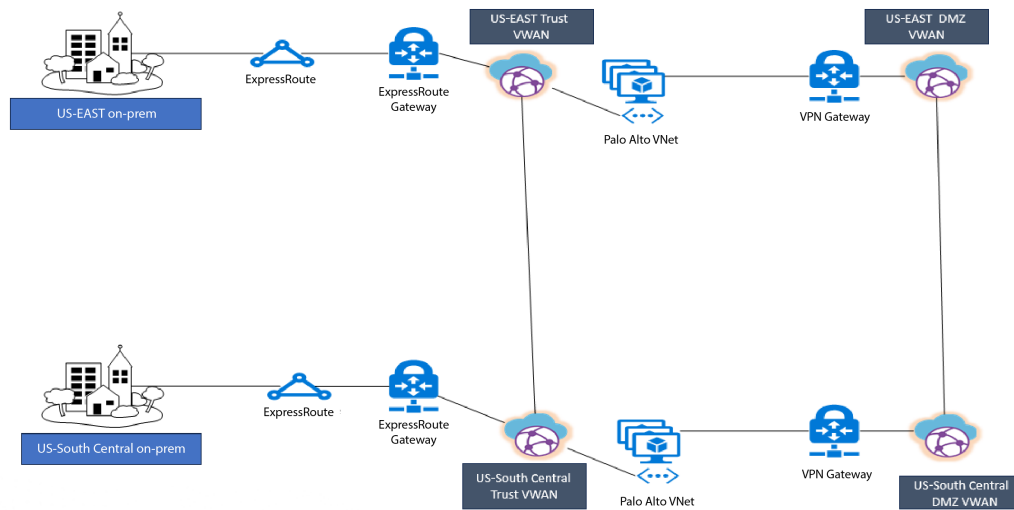 US-EAST Trust
VWAN
US-EAST  DMZ
VWAN
ExpressRoute
ExpressRoute
Gateway
US-EAST on-prem
VPN Gateway
Palo Alto VNet
ExpressRoute
ExpressRoute
Gateway
US-South Central on-prem
US-South Central
Trust VWAN
Palo Alto VNet
VPN Gateway
US-South Central
DMZ VWAN